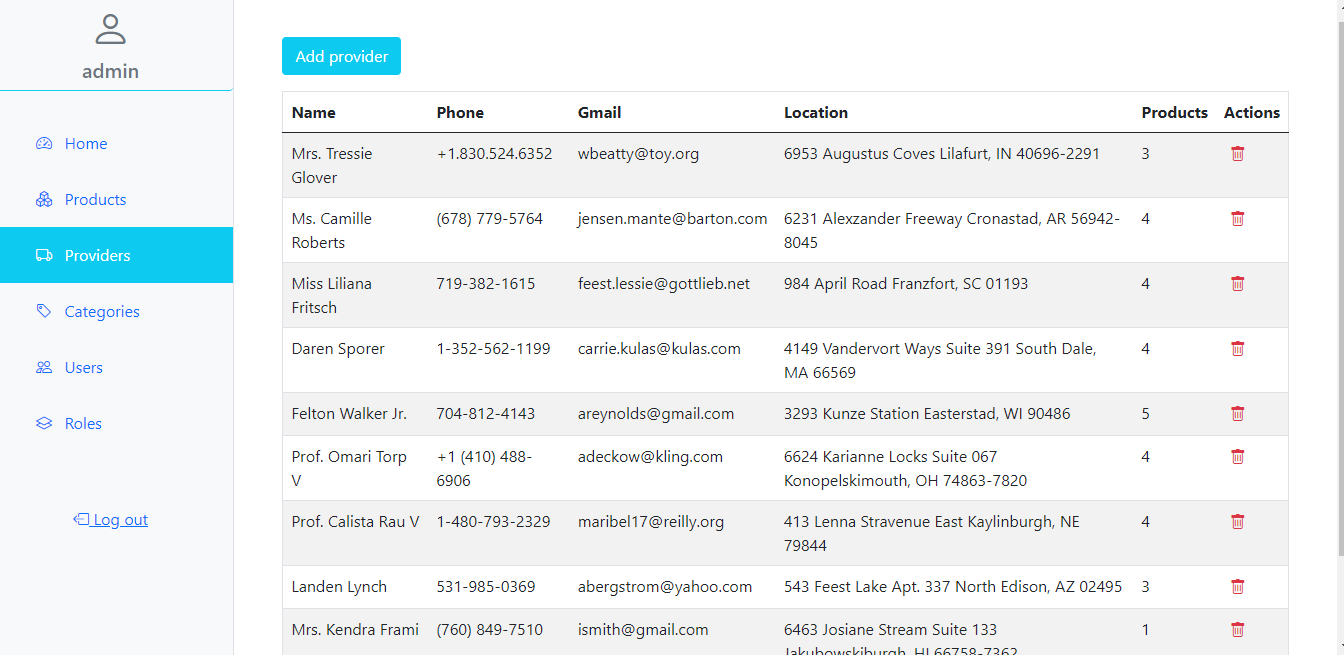 admin
Home
Products
Providers
Categories
Users
Roles
Log out
Add provider
Name Phone Gmail Location Products Actions
Mrs. Tressie +1.830.524.6352 wbeatty@toy.org 6953 Augustus Coves Lilafurt, IN 40696-2291 3
Glover
Ms. Camille (678) 779-5764 jensen.mante@barton.com 6231 Alexzander Freeway Cronastad, AR 56942- 4
Roberts 8045
Miss Liliana 719-382-1615 feest.lessie@gottlieb.net 984 April Road Franzfort, SC 01193 4
Fritsch
Daren Sporer 1-352-562-1199 carrie.kulas@kulas.com 4149 Vandervort Ways Suite 391 South Dale, 4
MA 66569
Felton Walker Jr. 704-812-4143 areynolds@gmail.com 3293 Kunze Station Easterstad, WI 90486 5
Prof. Omari Torp +1 (410) 488- adeckow@kling.com 6624 Karianne Locks Suite 067 4
V 6906 Konopelskimouth, OH 74863-7820
Prof. Calista Rau V 1-480-793-2329 maribel17@reilly.org 413 Lenna Stravenue East Kaylinburgh, NE 4
79844
Landen Lynch 531-985-0369 abergstrom@yahoo.com 543 Feest Lake Apt. 337 North Edison, AZ 02495 3
Mrs. Kendra Frami (760) 849-7510 ismith@gmail.com 6463 Josiane Stream Suite 133 1
Jakubowskiburgh, HI 66758-7362